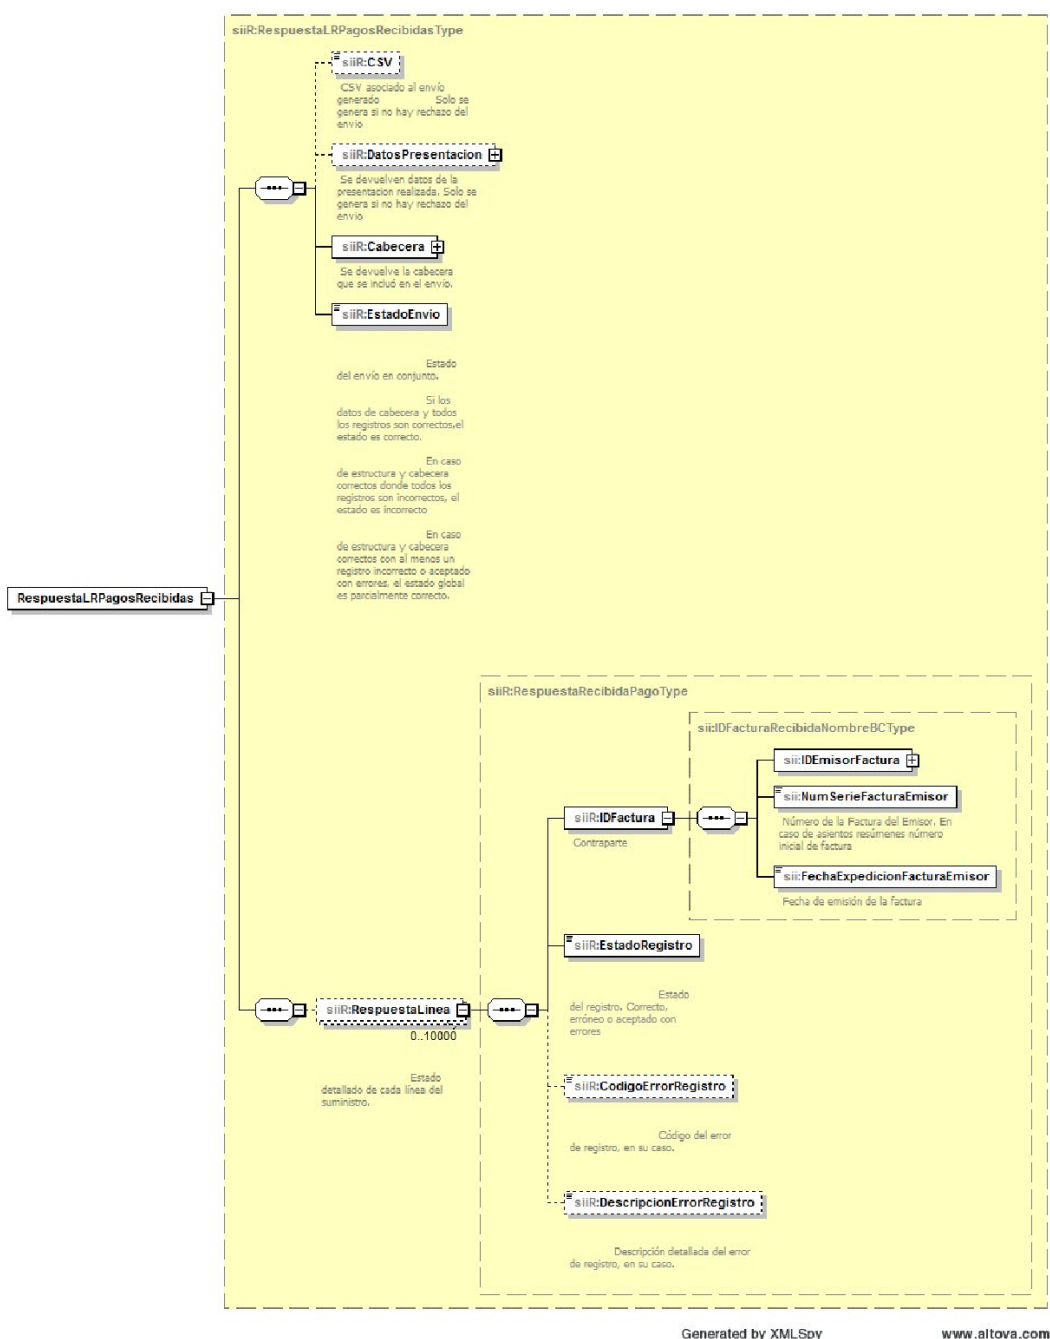 siiR:RespuestaLRPagosRecibidasType
siiR:CSV
CSV asociado al envío
generado Solo se
genera si no hay rechazo del
envio
siiR:DatosPresentacion
Se devuelven datos de la
presentacion realizada. Solo se
genera si no hay rechazo del
envio
siiR:Cabecera
Se devuelve la cabecera
que se incluó en el envío.
siiR:EstadoEnvio
Estado
del envío en conjunto.
Si los
datos de cabecera y todos
los registros son correctos,el
estado es correcto.
En caso
de estructura y cabecera
correctos donde todos los
registros son incorrectos, el
estado es incorrecto
En caso
de estructura y cabecera
correctos con al menos un
registro incorrecto o aceptado
con errores, el estado global
es parcialmente correcto.
RespuestaLRPagosRecibidas
siiR:RespuestaRecibidaPagoType
sii:IDFacturaRecibidaNombreBCType
sii:IDEmisorFactura
sii:NumSerieFacturaEmisor
Número de la Factura del Emisor. En
caso de asientos resúmenes número
inicial de factura
siiR:IDFactura
Contraparte
sii:FechaExpedicionFacturaEmisor
Fecha de emisión de la factura
siiR:EstadoRegistro
Estado
del registro. Correcto,
erróneo o aceptado con
errores
siiR:RespuestaLinea
0..10000
Estado
detallado de cada línea del
suministro.
siiR:CodigoErrorRegistro
Código del error
de registro, en su caso.
siiR:DescripcionErrorRegistro
Descripción detallada del error
de registro, en su caso.
Generated by XMLSpy
www.altova.com